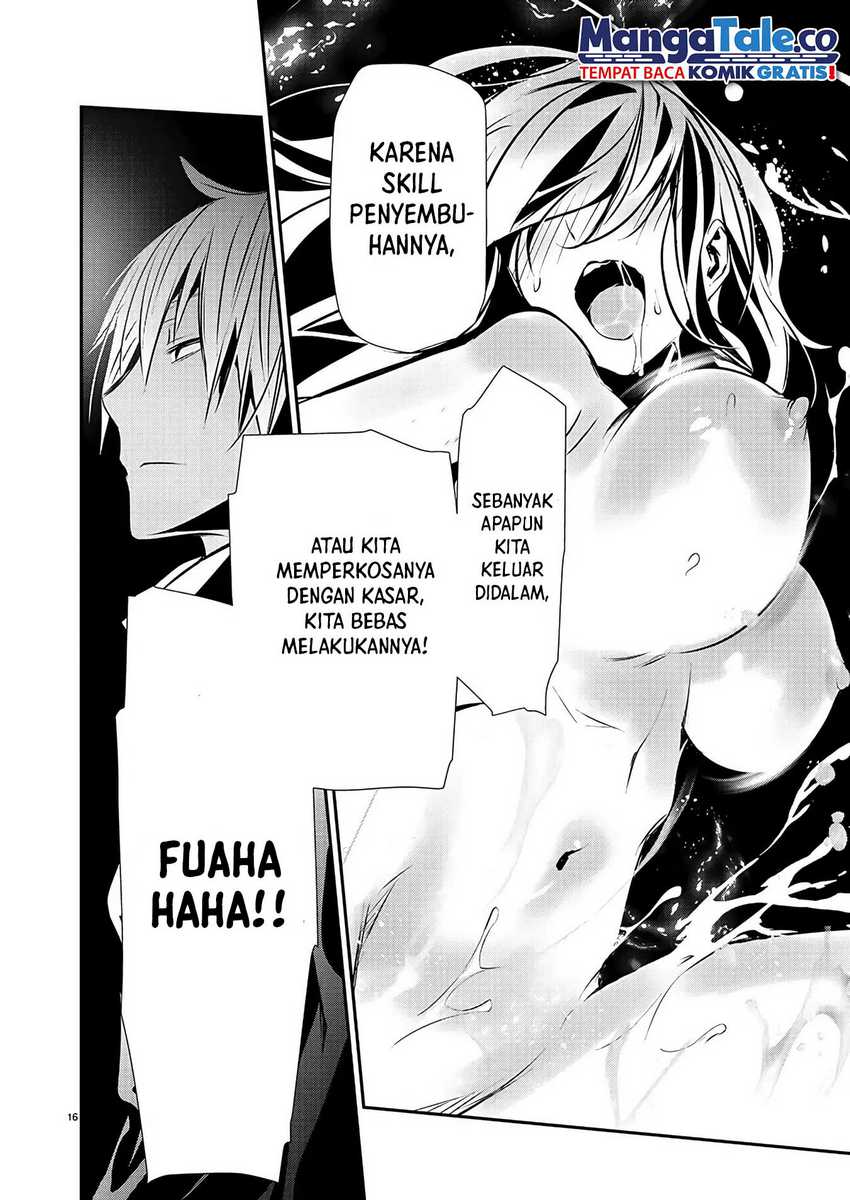 MangaTale.co
TEMPAT BACA KOMIK GRATIS!
KARENA
SKILL
PENYEMBU-
HANNYA,
SEBANYAK
APAPUN
KITA
KELUAR
DIDALAM,
ATAU KITA
MEMPERKOSANYA
DENGAN KASAR,
KITA BEBAS
MELAKUKANNYA!
FUAHA
HAHA!!
16